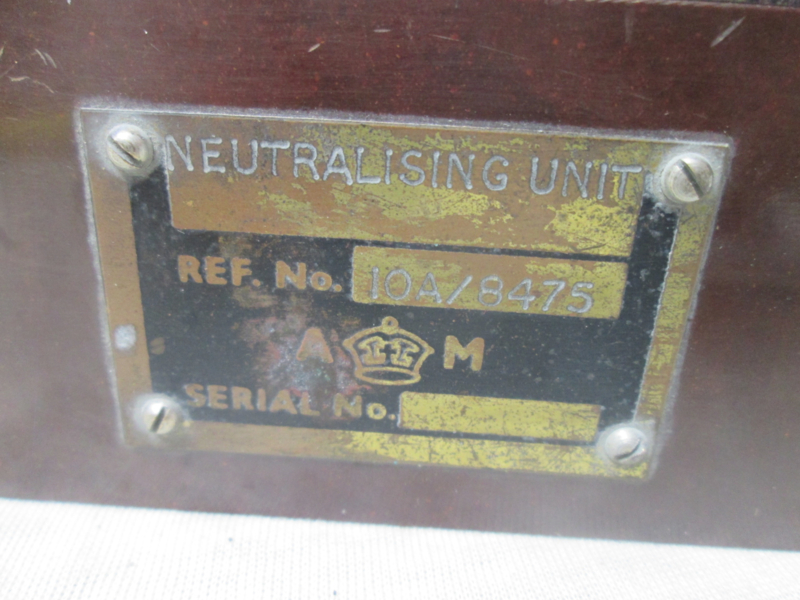 NEUTRALISING UNIT
REF. No. 10A/8475
A M
SERIAL No.